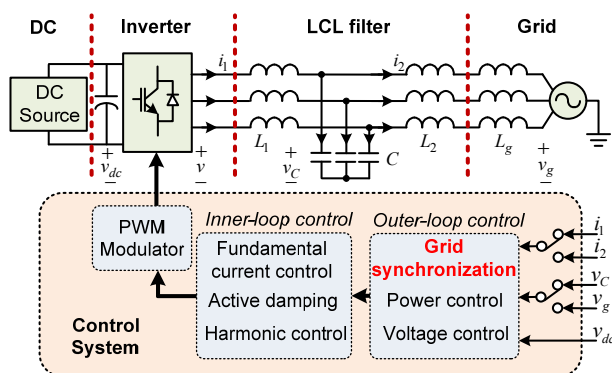 DC Inverter LCL filter Grid
i1 i2
DC
Source
+ vdc −
+ v −
L1
+ vC −
C
L2
Lg
+ vg −
Inner-loop control Outer-loop control
PWM
Modulator
Fundamental
current control
Active damping
Harmonic control
Grid
synchronization
Power control
Voltage control
i1
i2
vC
vg
vdc
Control
System